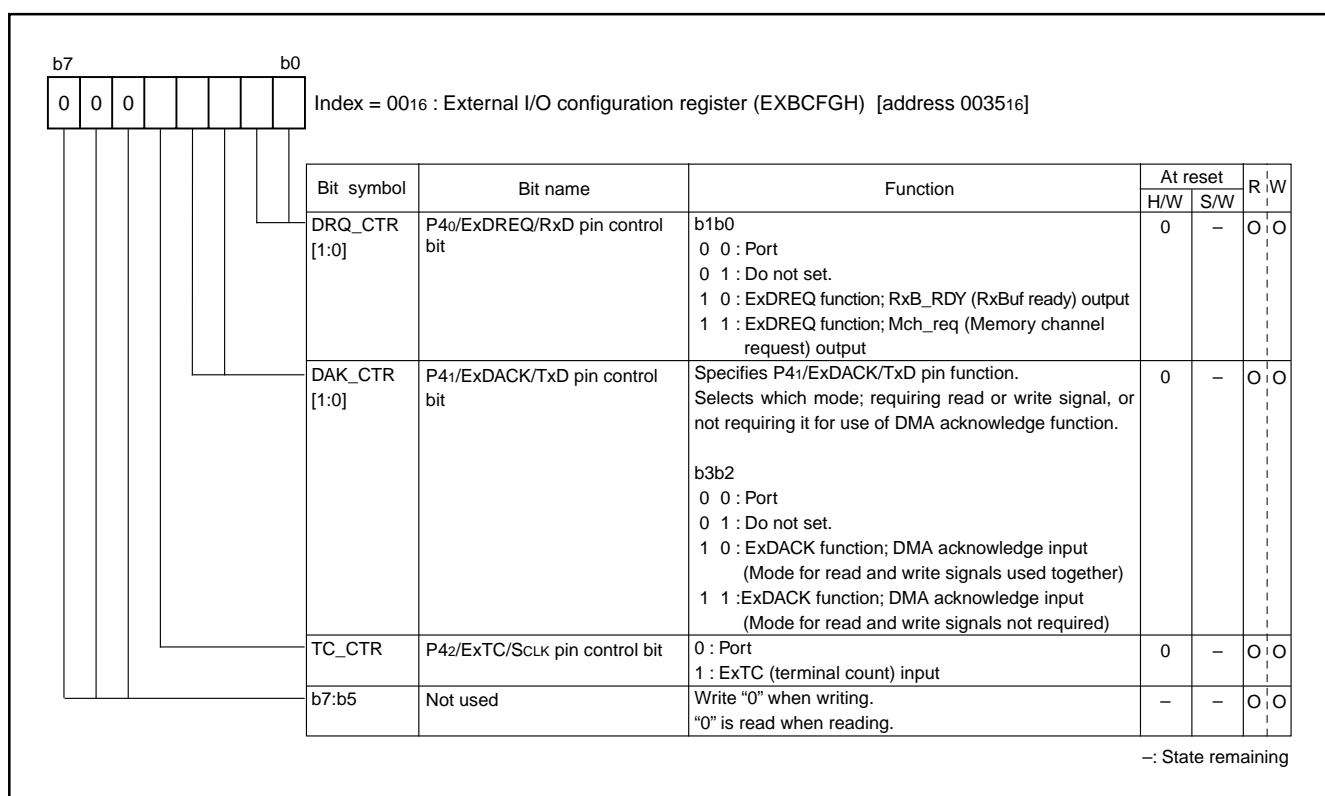 b7 b0
0 0 0 Index = 0016 : External I/O configuration register (EXBCFGH) [address 003516]
Bit symbol Bit name Function At reset R W
H/W S/W
DRQ_CTR [1:0] P40/ExDREQ/RxD pin control bit b1b0 0 – O O
0 0 : Port
0 1 : Do not set.
1 0 : ExDREQ function; RxB_RDY (RxBuf ready) output
1 1 : ExDREQ function; Mch_req (Memory channel
request) output
DAK_CTR [1:0] P41/ExDACK/TxD pin control bit Specifies P41/ExDACK/TxD pin function. 0 – O O
Selects which mode; requiring read or write signal, or
not requiring it for use of DMA acknowledge function.
b3b2
0 0 : Port
0 1 : Do not set.
1 0 : ExDACK function; DMA acknowledge input
(Mode for read and write signals used together)
1 1 :ExDACK function; DMA acknowledge input
(Mode for read and write signals not required)
TC_CTR P42/ExTC/SCLK pin control bit 0 : Port 0 – O O
1 : ExTC (terminal count) input
b7:b5 Not used Write “0” when writing. – – O O
“0” is read when reading.
–: State remaining